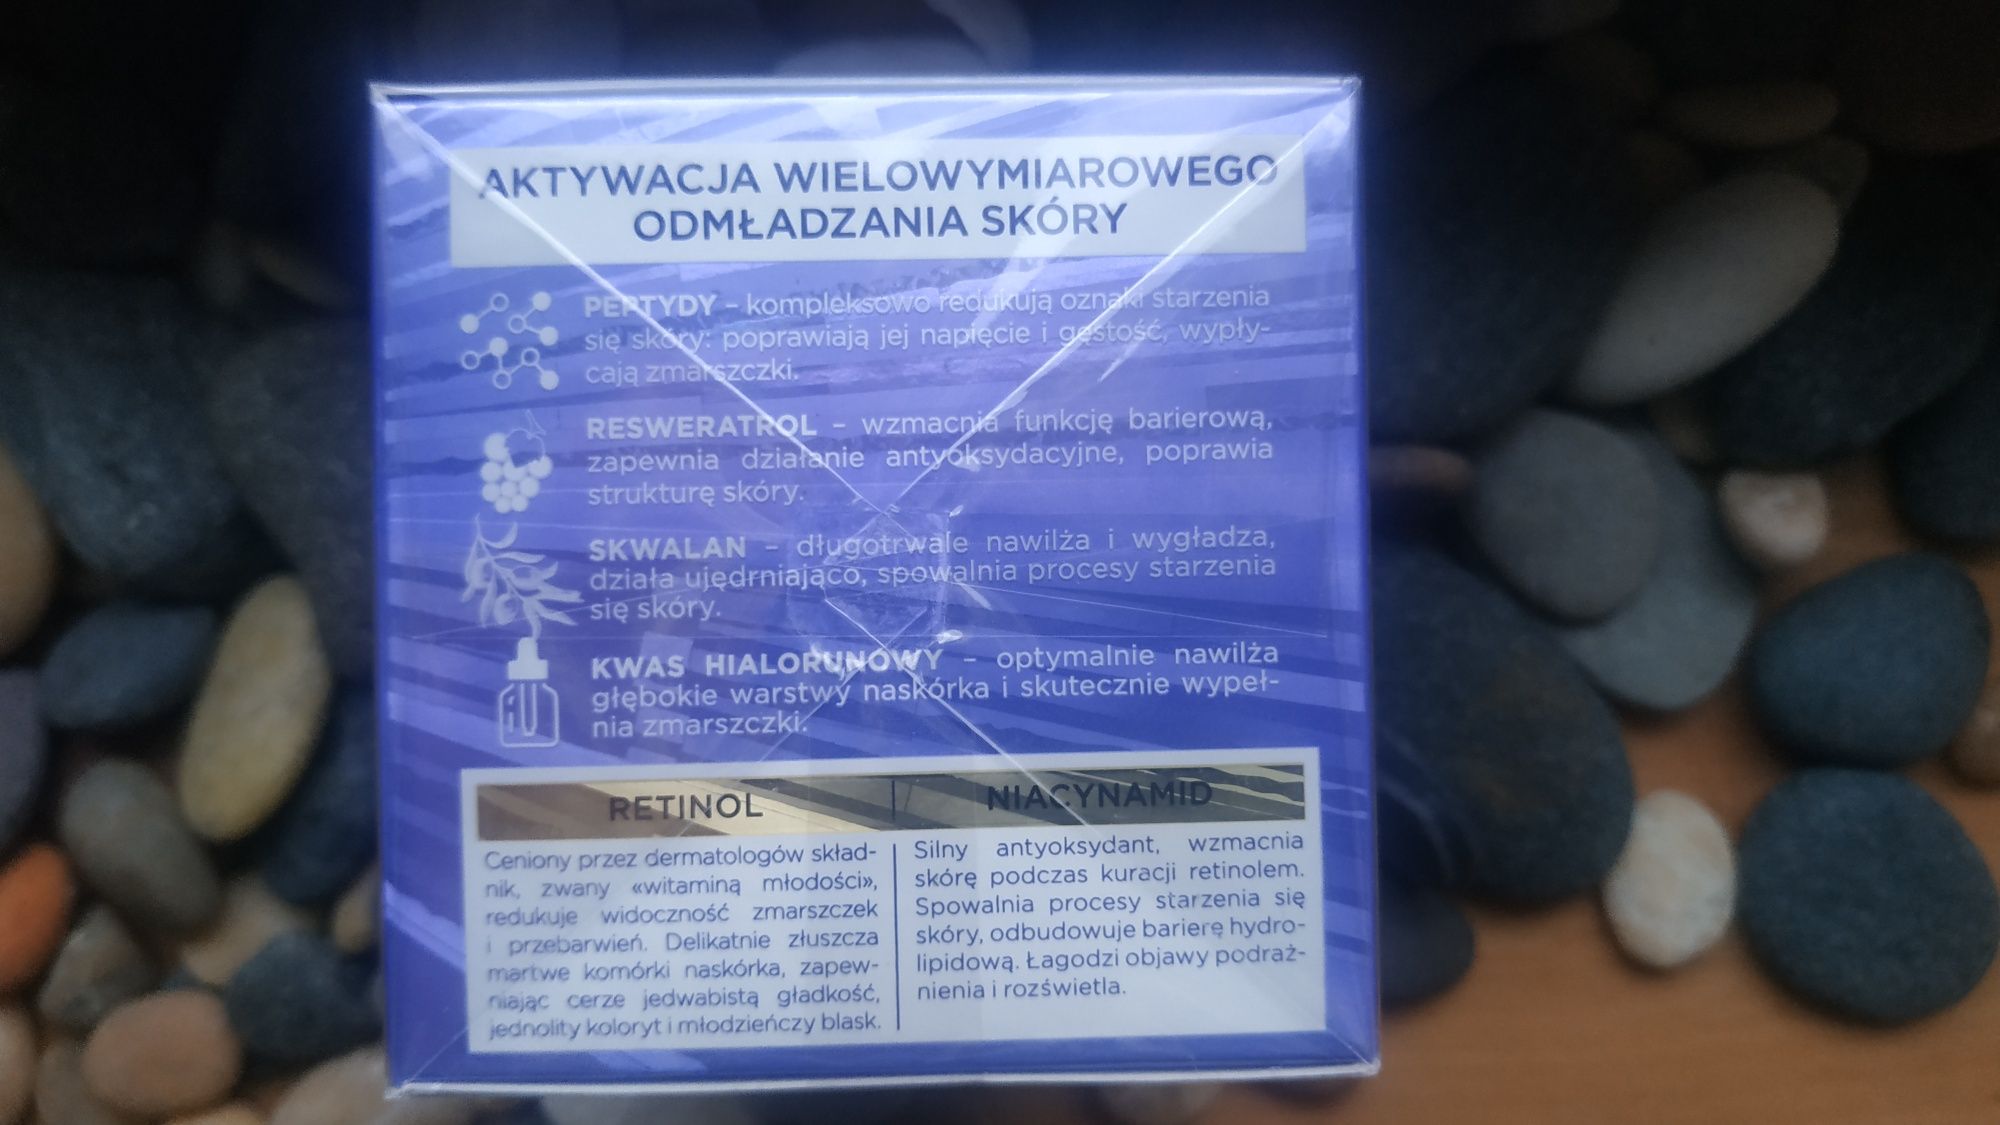 AKTYWACJA WIELOWYMIAROWEGO
ODMŁADZANIA SKÓRY
PEPTYDY – kompleksowo redukują oznaki starzenia
się skóry: poprawiają jej napięcie i gęstość, wypły-
cają zmarszczki.
RESWERATROL – wzmacnia funkcję barierową,
zapewnia działanie antyoksydacyjne, poprawia
strukturę skóry.
SKWALAN – długotrwale nawilża i wygładza,
działa ujędrniająco, spowalnia procesy starzenia
się skóry.
KWAS HIALORUNOWY – optymalnie nawilża
głębokie warstwy naskórka i skutecznie wypeł-
nia zmarszczki.
RETINOL | NIACYNAMID
Ceniony przez dermatologów skład-
nik, zwany «witaminą młodości»,
redukuje widoczność zmarszczek
i przebarwień. Delikatnie złuszcza
martwe komórki naskórka, zapew-
niając cerze jedwabistą gładkość,
jednolity koloryt i młodzieńczy blask.
Silny antyoksydant, wzmacnia
skórę podczas kuracji retinolem.
Spowalnia procesy starzenia się
skóry, odbudowuje barierę hydro-
lipidową. Łagodzi objawy podraż-
nienia i rozświetla.